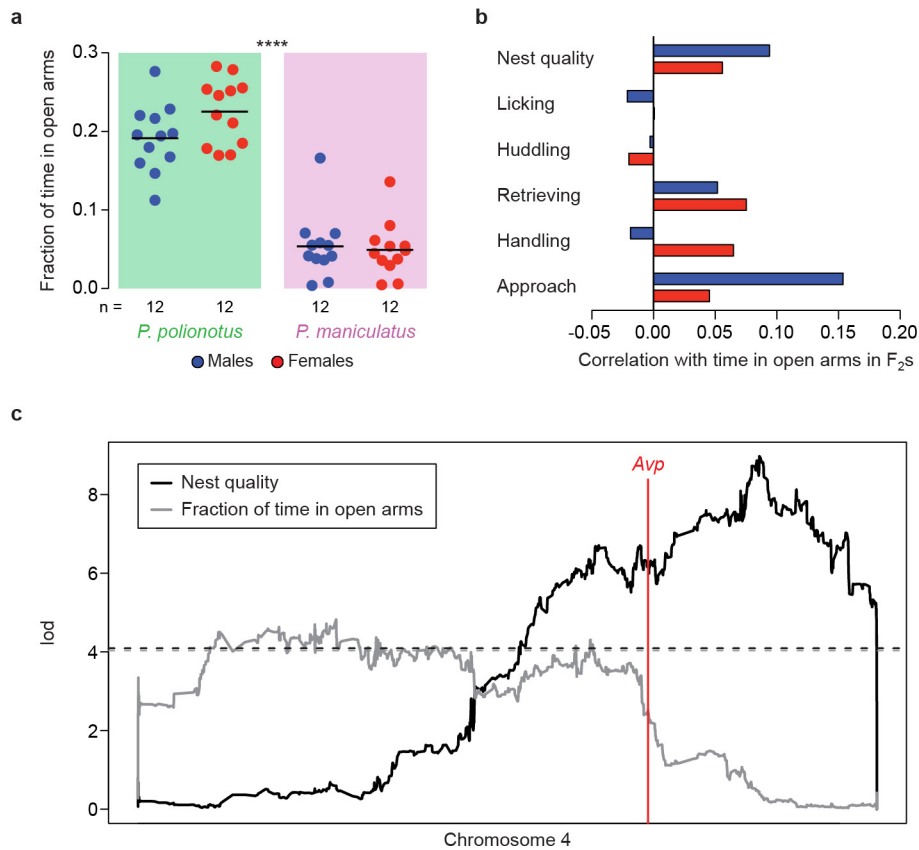 a
****
Fraction of time in open arms
0.3
0.2
0.1
0.0
n = 12 12 12 12
P. polionotus P. maniculatus
Males Females
b
Nest quality
Licking
Huddling
Retrieving
Handling
Approach
-0.05 0.00 0.05 0.10 0.15 0.20
Correlation with time in open arms in F₂s
c
Avp
Nest quality
Fraction of time in open arms
lod
8
6
4
2
0
Chromosome 4